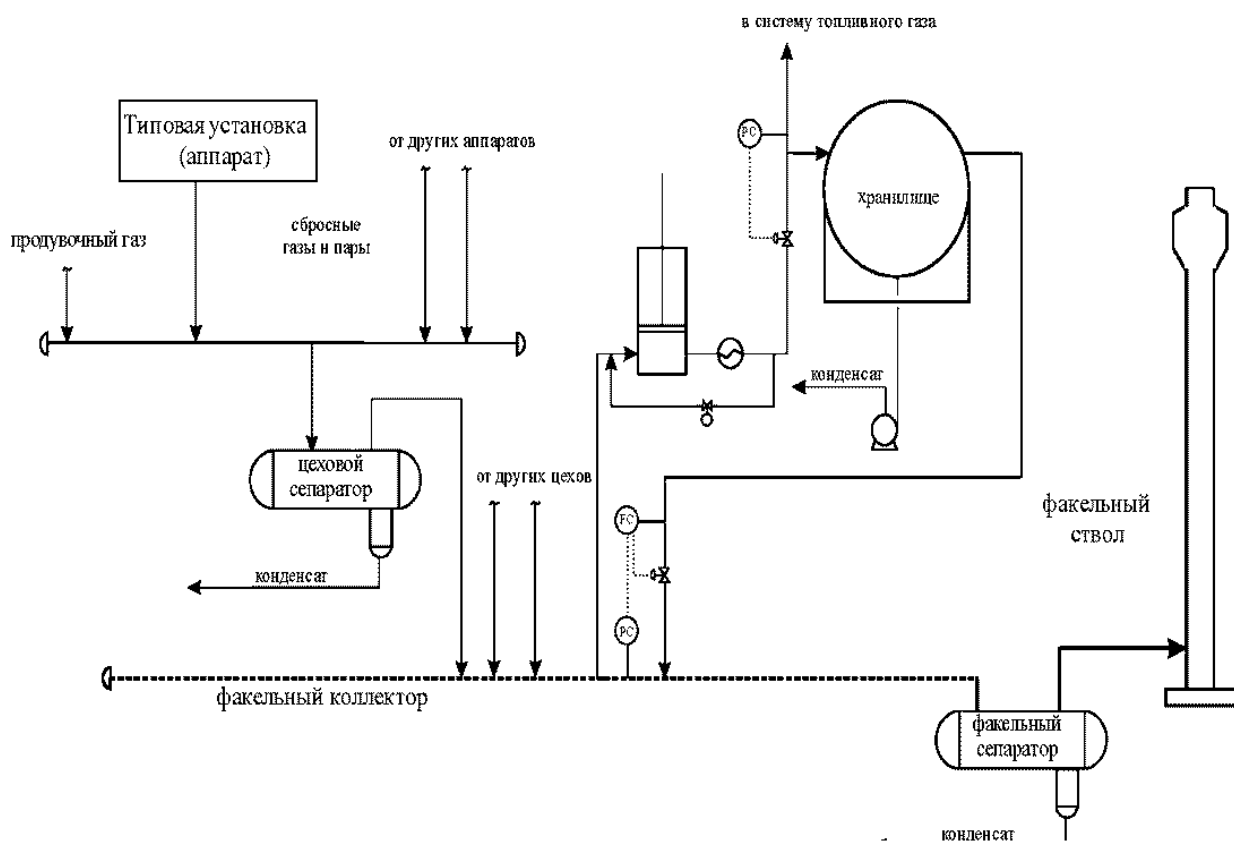 в систему топливного газа
Типовая установка
(аппарат)
от других аппаратов
PC
хранилище
сбросные
газы и пары
продувочный газ
конденсат
цеховой
сепаратор
от других цехов
факельный
ствол
FC
конденсат
PC
факельный коллектор
факельный
сепаратор
конденсат